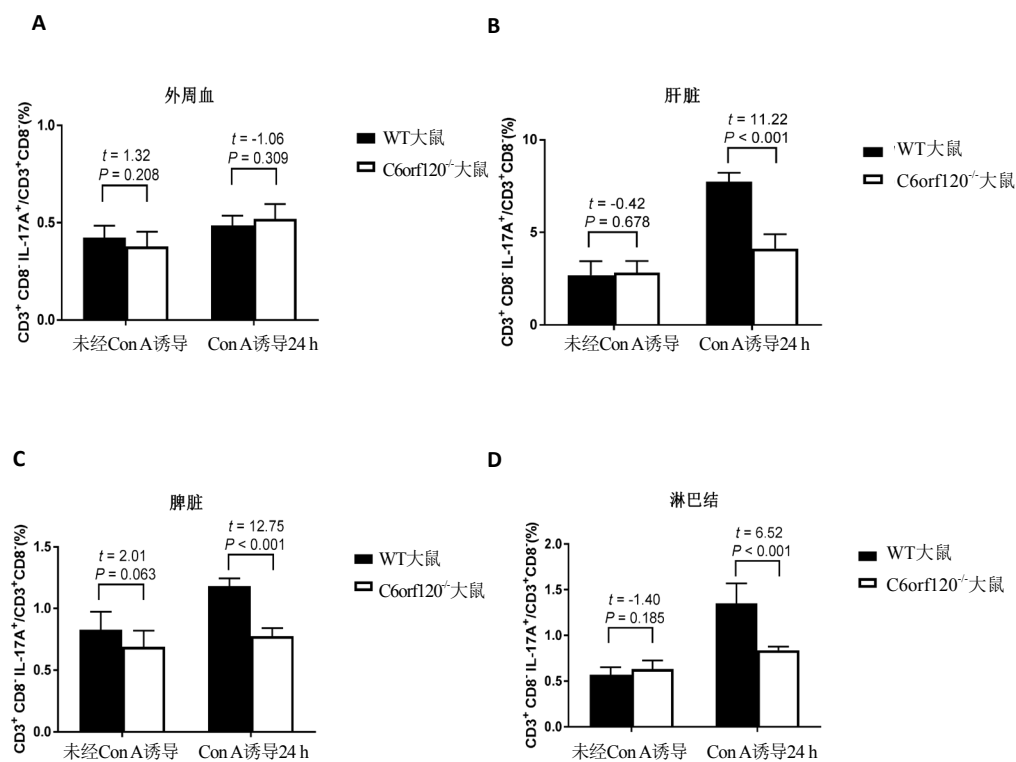 A
外周血
CD3⁺ CD8⁻ IL-17A⁺/CD3⁺CD8⁻(%)
1.0
0.5
0.0
t = 1.32
P = 0.208
t = -1.06
P = 0.309
未经Con A诱导
Con A诱导24 h
WT大鼠
C6orf120⁻/⁻大鼠
B
肝脏
CD3⁺ CD8⁻ IL-17A⁺/CD3⁺CD8⁻(%)
10
5
0
t = -0.42
P = 0.678
t = 11.22
P < 0.001
未经Con A诱导
Con A诱导24 h
WT大鼠
C6orf120⁻/⁻大鼠
C
脾脏
CD3⁺ CD8⁻ IL-17A⁺/CD3⁺CD8⁻(%)
1.5
1.0
0.5
0.0
t = 2.01
P = 0.063
t = 12.75
P < 0.001
未经Con A诱导
Con A诱导24 h
WT大鼠
C6orf120⁻/⁻大鼠
D
淋巴结
CD3⁺ CD8⁻ IL-17A⁺/CD3⁺CD8⁻(%)
2.0
1.5
1.0
0.5
0.0
t = -1.40
P = 0.185
t = 6.52
P < 0.001
未经Con A诱导
Con A诱导24 h
WT大鼠
C6orf120⁻/⁻大鼠